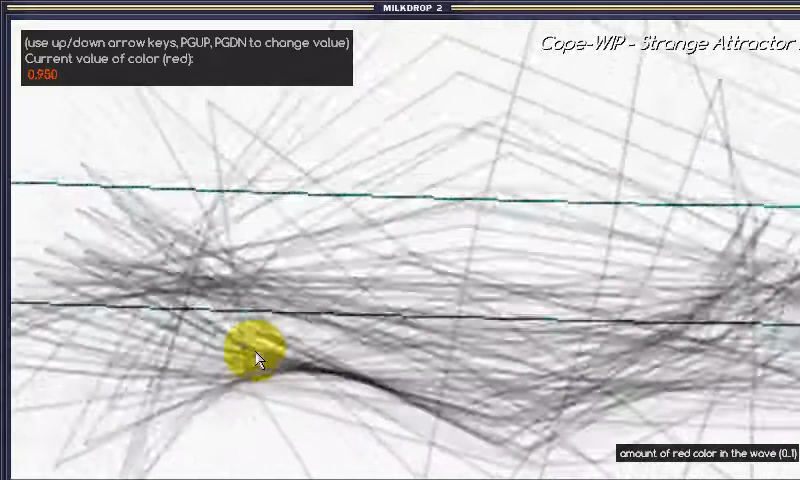 MILKDROP 2
(use up/down arrow keys, PGUP, PGDN to change value)
Current value of color (red):
0.950
Cope-WIP - Strange Attractor
amount of red color in the wave (0..1)